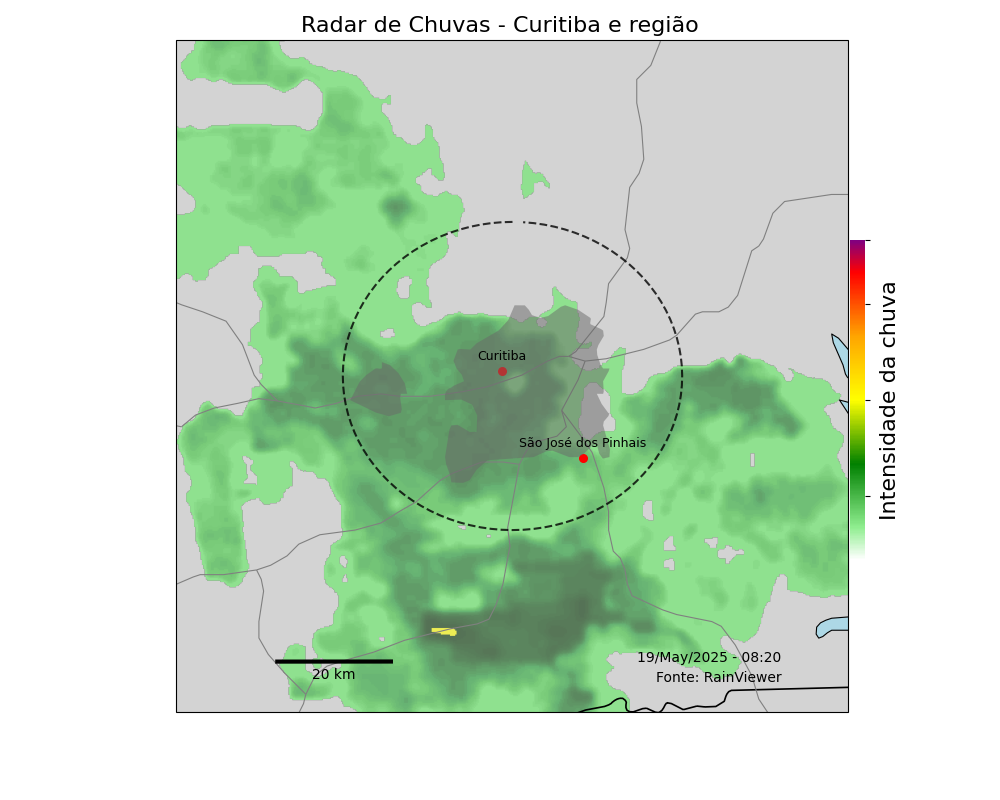 Radar de Chuvas - Curitiba e região
Curitiba
São José dos Pinhais
Intensidade da chuva
19/May/2025 - 08:20
Fonte: RainViewer
20 km